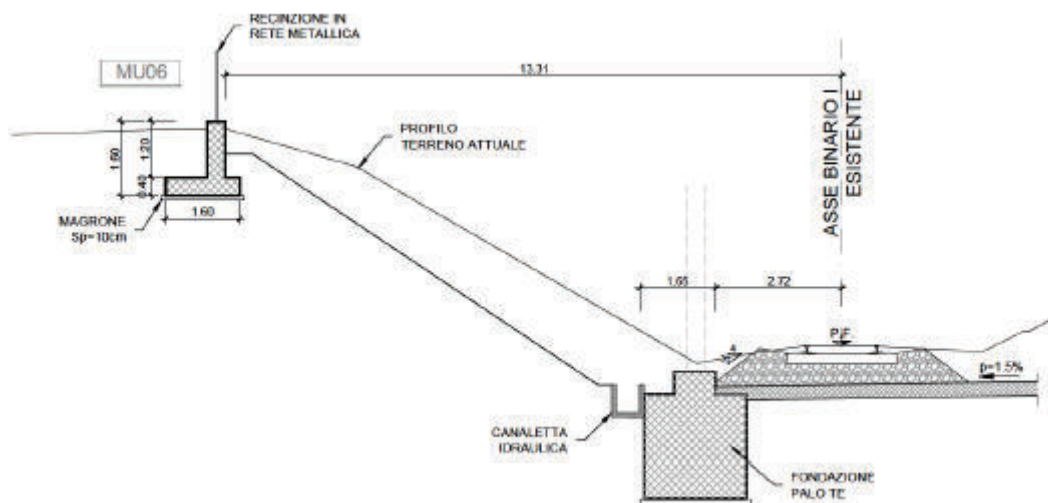 RECINZIONE IN
RETE METALLICA
MU06
13.31
ASSE BINARIO I
ESISTENTE
PROFILO
TERRENO ATTUALE
1.60
1.20
0.40
MAGRONE
Sp=10cm
1.60
1.65
2.72
P.F.
p=1.5%
CANALETTA
IDRAULICA
FONDAZIONE
PALO TE